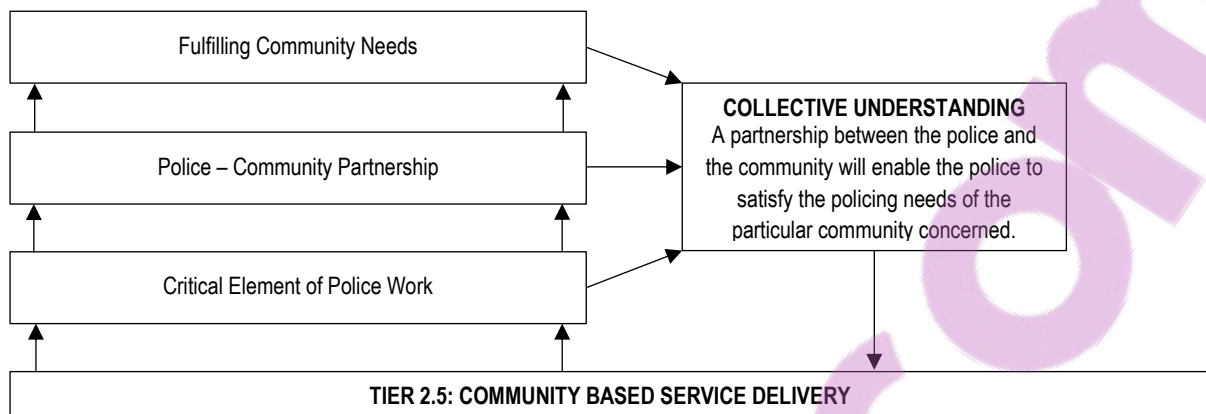 Fulfilling Community Needs
COLLECTIVE UNDERSTANDING
A partnership between the police and
the community will enable the police to
satisfy the policing needs of the
particular community concerned.
Police – Community Partnership
Critical Element of Police Work
TIER 2.5: COMMUNITY BASED SERVICE DELIVERY